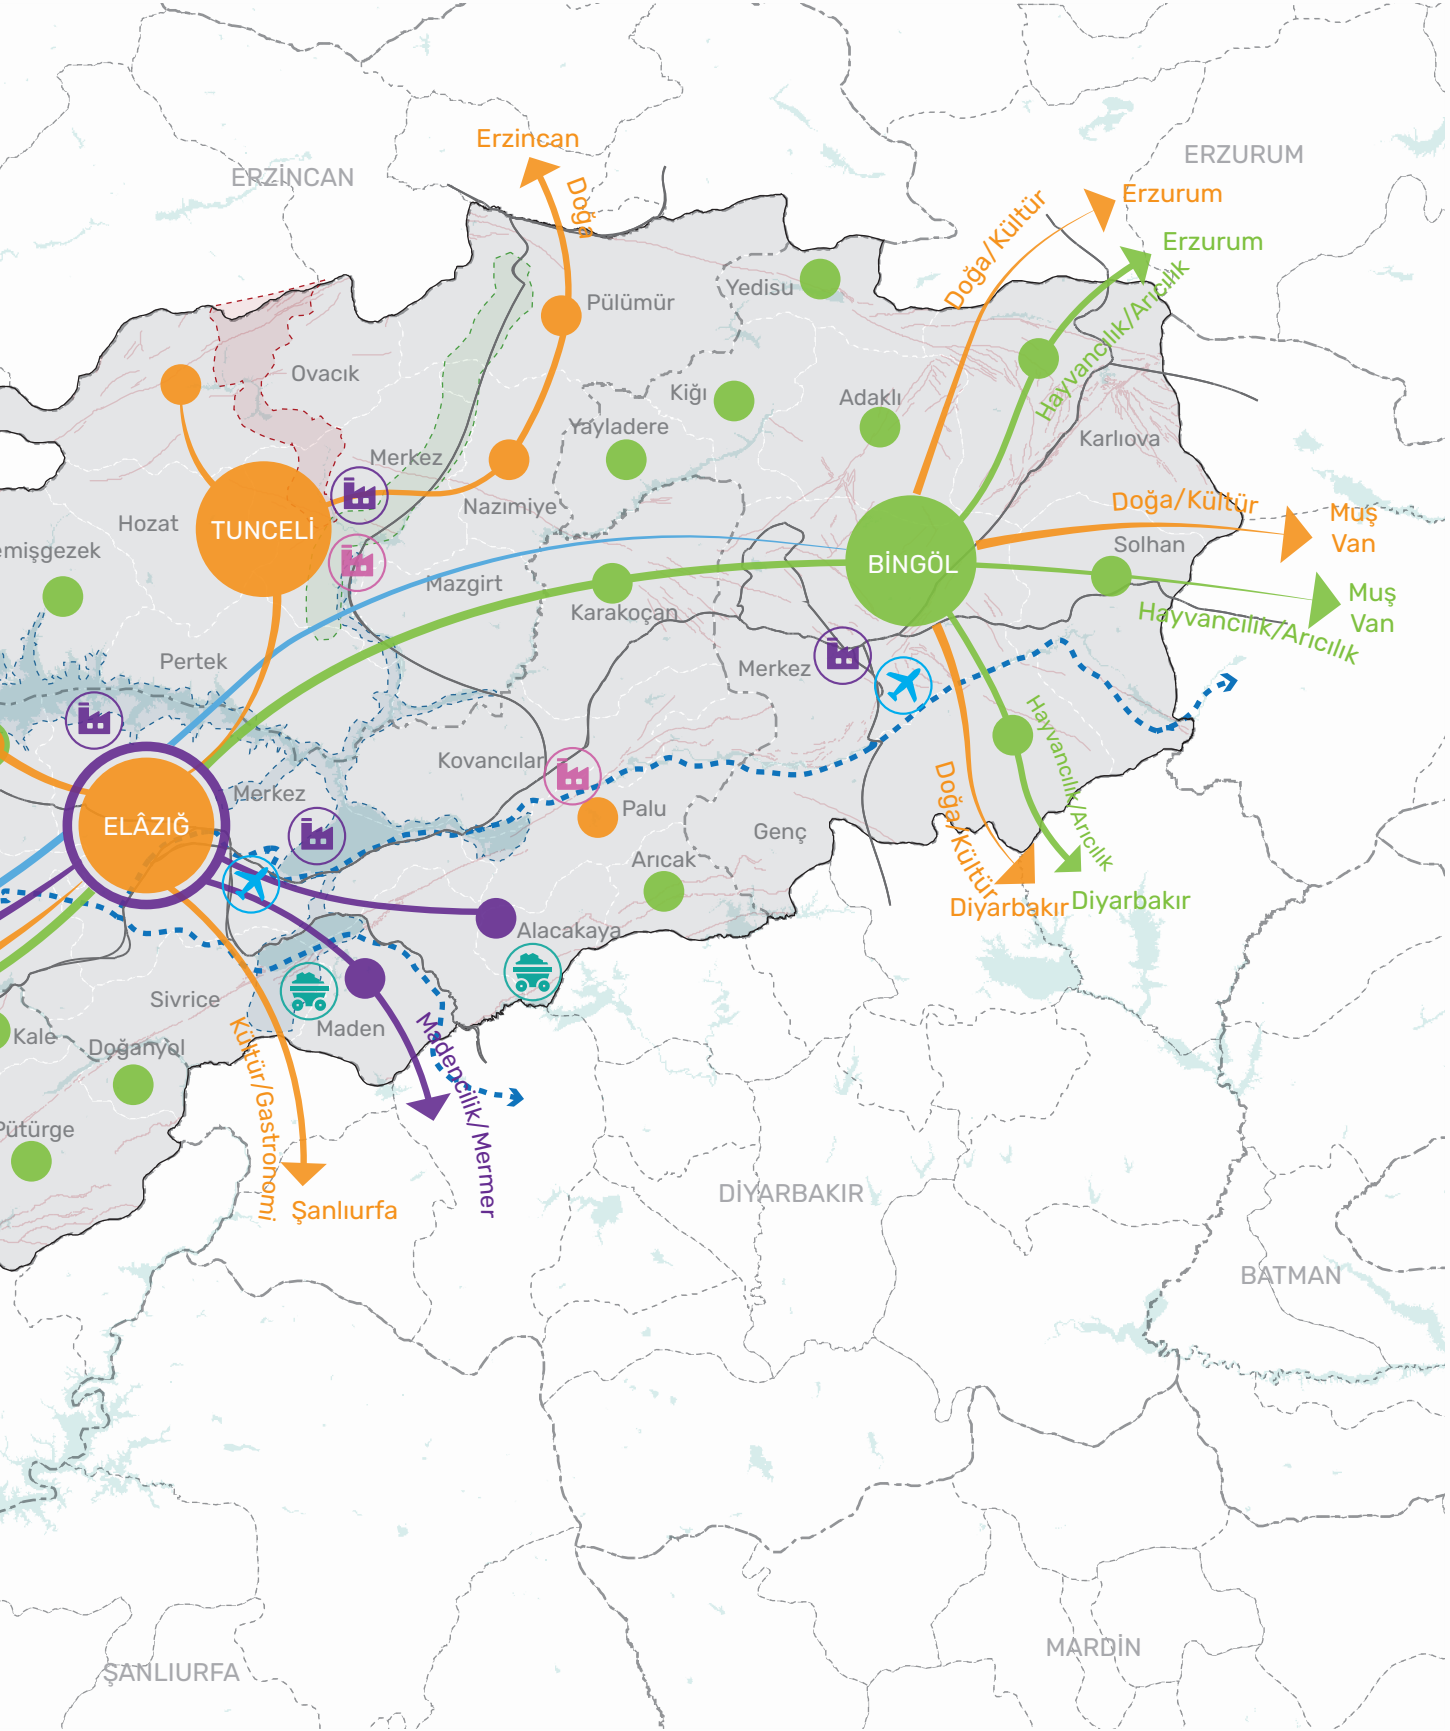 Erzincan
ERZURUM
ERZİNCAN
Doğa
Doğa/Kültür
Erzurum
Erzurum
Hayvancılık/Arıcılık
Yedisu
Pülümür
Ovacık
Kiğı
Adaklı
Yayladere
Karlıova
Merkez
Nazımiye
Hozat
TUNCELİ
Doğa/Kültür
Muş
Van
emişgezek
Solhan
BİNGÖL
Mazgirt
Karakoçan
Muş
Van
Hayvancılık/Arıcılık
Pertek
Merkez
Kovancılar
Merkez
Palu
ELÂZIĞ
Genç
Arıcak
Doğa/Kültür
Hayvancılık/Arıcılık
Diyarbakır
Diyarbakır
Alacakaya
Sivrice
Maden
Kale
Doğanyol
Kültür/Gastronomi
Madencilik/Mermer
Pütürge
Şanlıurfa
DİYARBAKIR
BATMAN
MARDİN
ŞANLIURFA